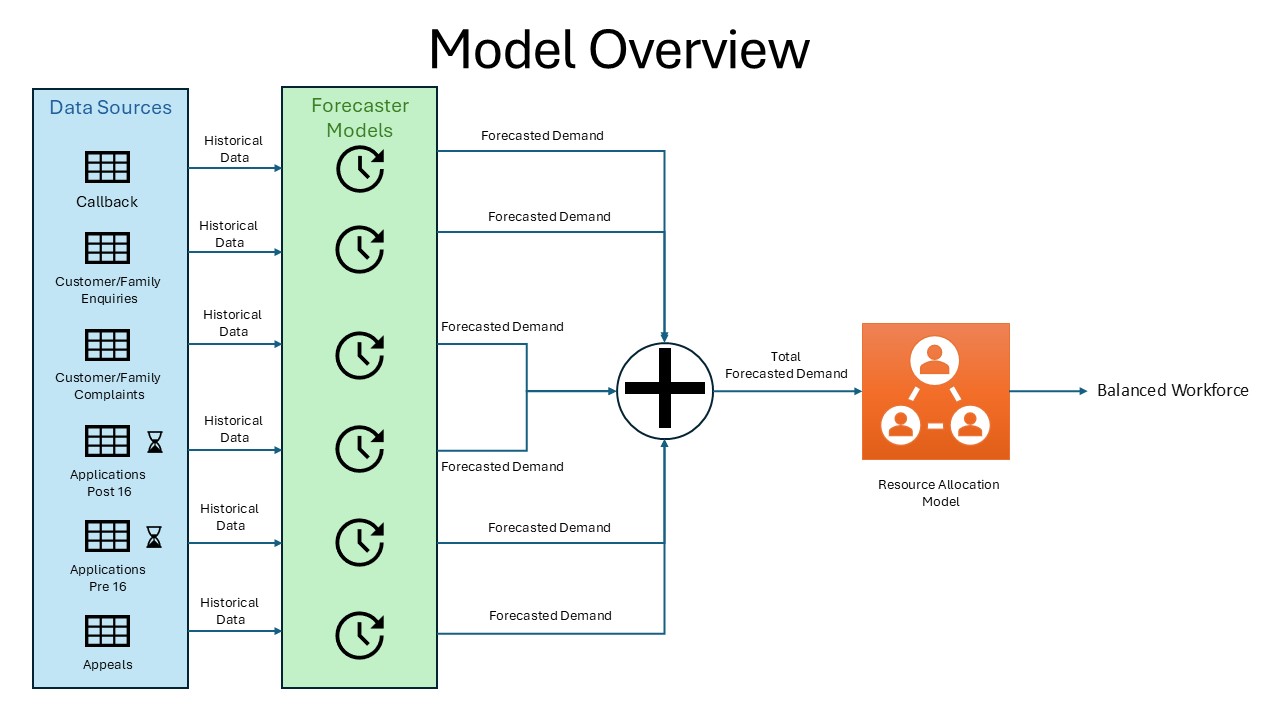 Model Overview
Data Sources
Callback
Customer/Family
Enquiries
Customer/Family
Complaints
Applications
Post 16
Applications
Pre 16
Appeals
Historical
Data
Historical
Data
Historical
Data
Historical
Data
Historical
Data
Historical
Data
Forecaster
Models
Forecasted Demand
Forecasted Demand
Forecasted Demand
Forecasted Demand
Forecasted Demand
Forecasted Demand
Total
Forecasted Demand
Resource Allocation
Model
Balanced Workforce